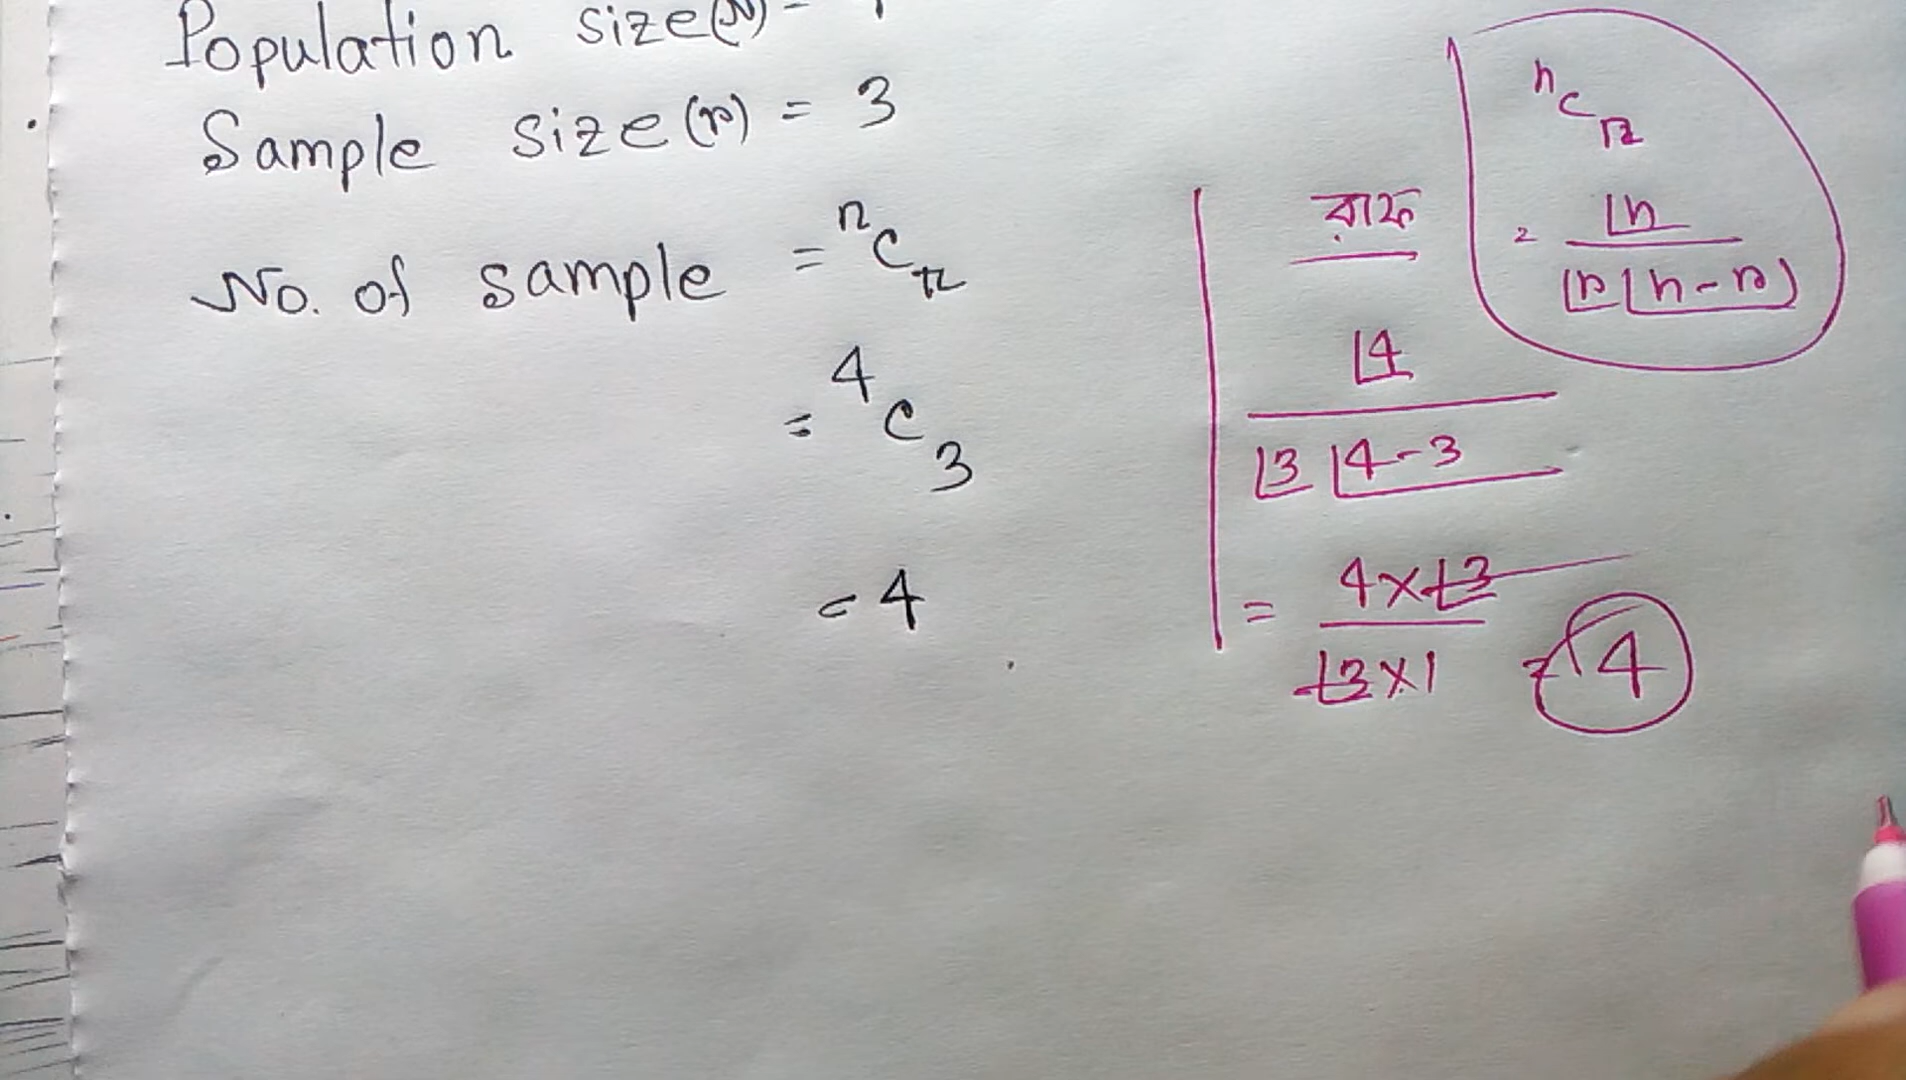 Population size(N) =
Sample size(n) = 3
No. of sample = ⁿCₙ
= ⁴C₃
= 4
রাফ
|4
|3 |4-3
= 4×|3
|3×1
= 4
ⁿCᵣ
= |n
|r |n-r)